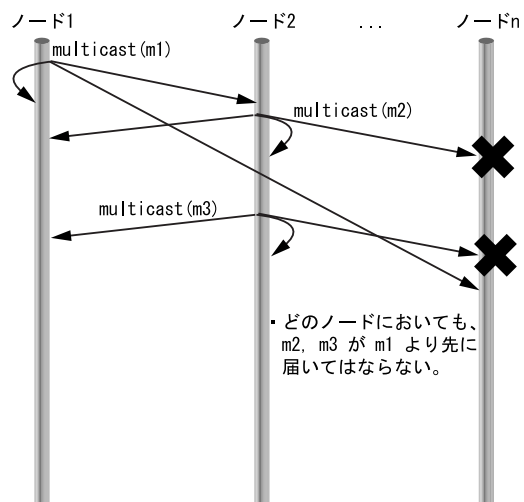 ノード1
ノード2
...
ノードn
multicast(m1)
multicast(m2)
multicast(m3)
・どのノードにおいても、
m2, m3 が m1 より先に
届いてはならない。